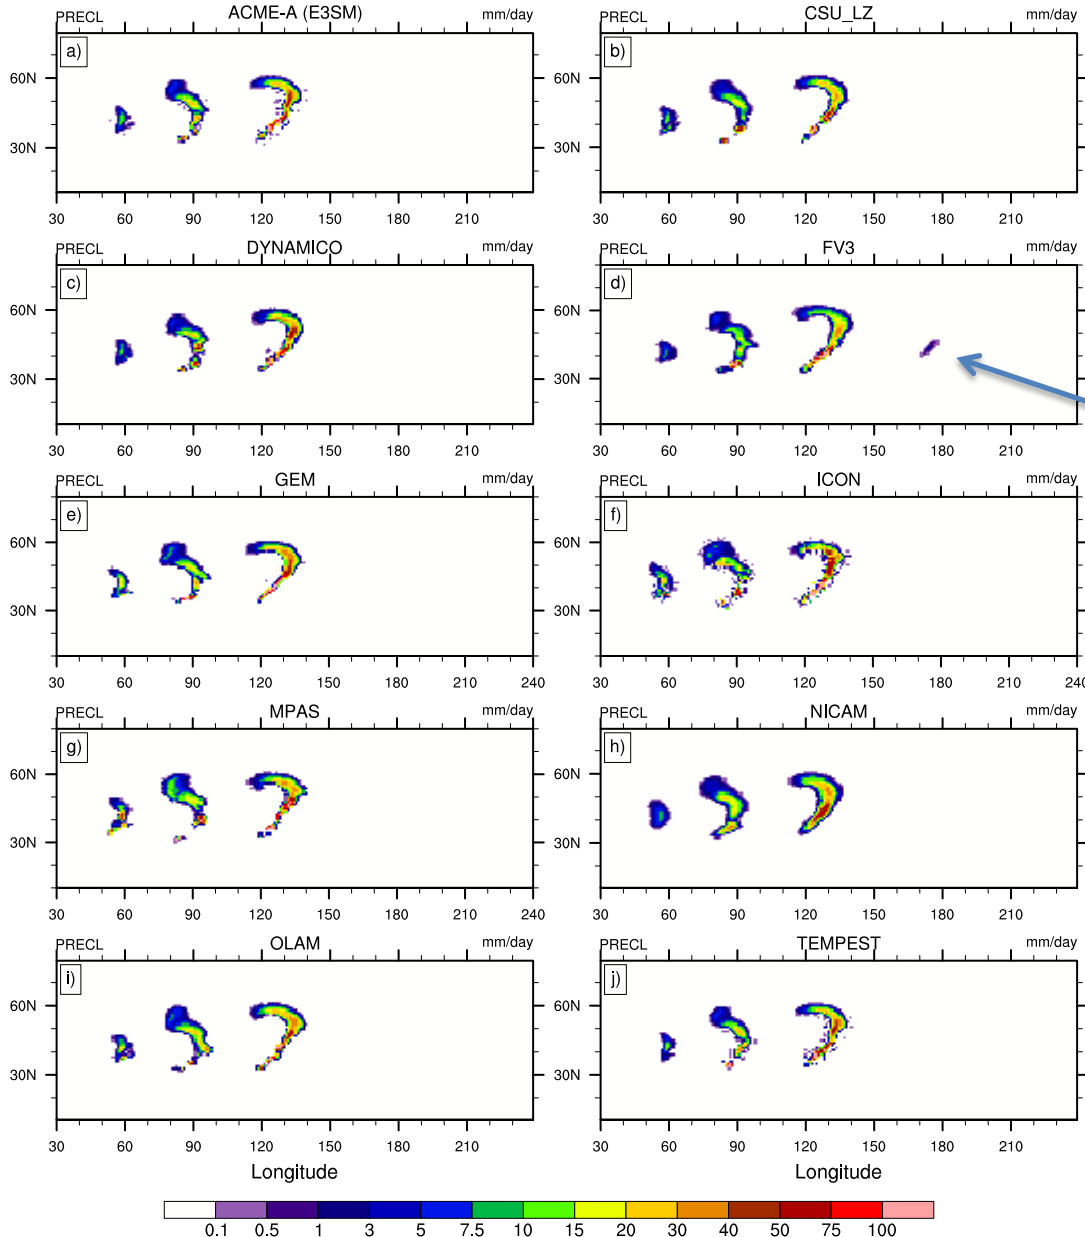 PRECL ACME-A (E3SM) mm/day
a)
60N
30N
30 60 90 120 150 180 210
PRECL CSU_LZ mm/day
b)
60N
30N
30 60 90 120 150 180 210
PRECL DYNAMICO mm/day
c)
60N
30N
30 60 90 120 150 180 210
PRECL FV3 mm/day
d)
60N
30N
30 60 90 120 150 180 210
PRECL GEM mm/day
e)
60N
30N
30 60 90 120 150 180 210 240
PRECL ICON mm/day
f)
60N
30N
30 60 90 120 150 180 210 240
PRECL MPAS mm/day
g)
60N
30N
30 60 90 120 150 180 210 240
PRECL NICAM mm/day
h)
60N
30N
30 60 90 120 150 180 210 240
PRECL OLAM mm/day
i)
60N
30N
30 60 90 120 150 180 210
Longitude
PRECL TEMPEST mm/day
j)
60N
30N
30 60 90 120 150 180 210
Longitude
0.1 0.5 1 3 5 7.5 10 15 20 30 40 50 75 100